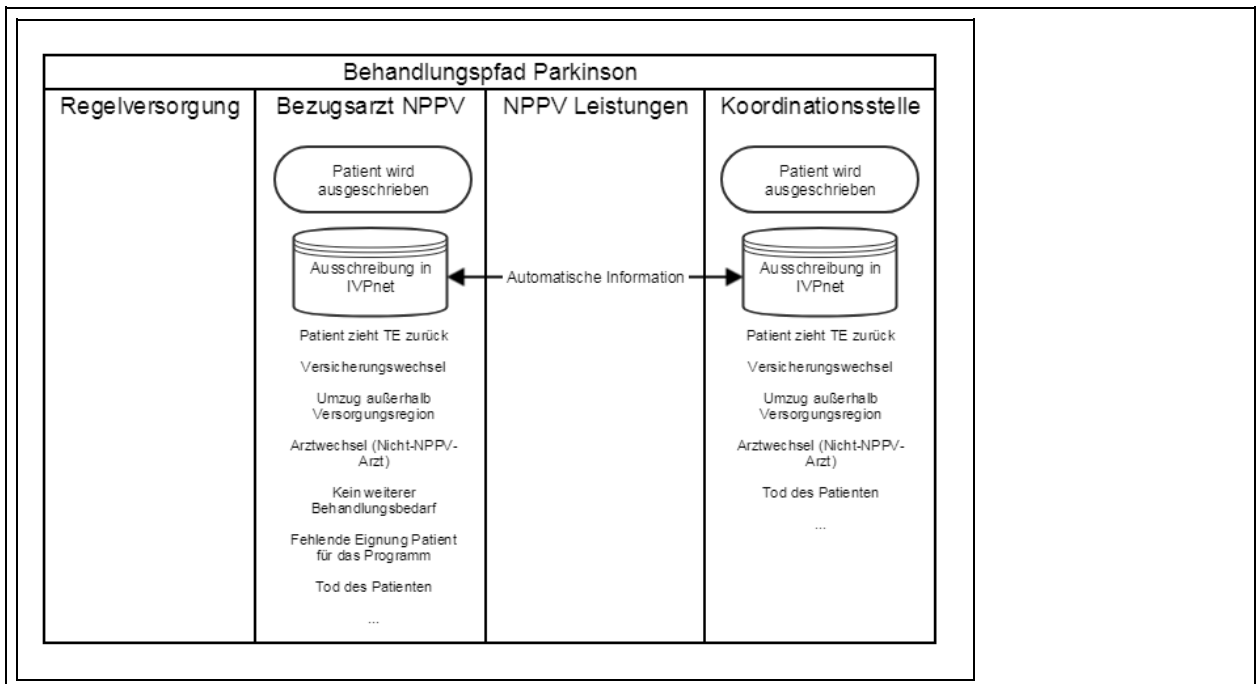 Behandlungspfad Parkinson
Regelversorgung
Bezugsarzt NPPV
NPPV Leistungen
Koordinationsstelle
Patient wird
ausgeschrieben
Ausschreibung in
IVPnet
Patient zieht TE zurück
Versicherungswechsel
Umzug außerhalb
Versorgungsregion
Arztwechsel (Nicht-NPPV-
Arzt)
Kein weiterer
Behandlungsbedarf
Fehlende Eignung Patient
für das Programm
Tod des Patienten
...
Automatische Information
Patient wird
ausgeschrieben
Ausschreibung in
IVPnet
Patient zieht TE zurück
Versicherungswechsel
Umzug außerhalb
Versorgungsregion
Arztwechsel (Nicht-NPPV-
Arzt)
Tod des Patienten
...